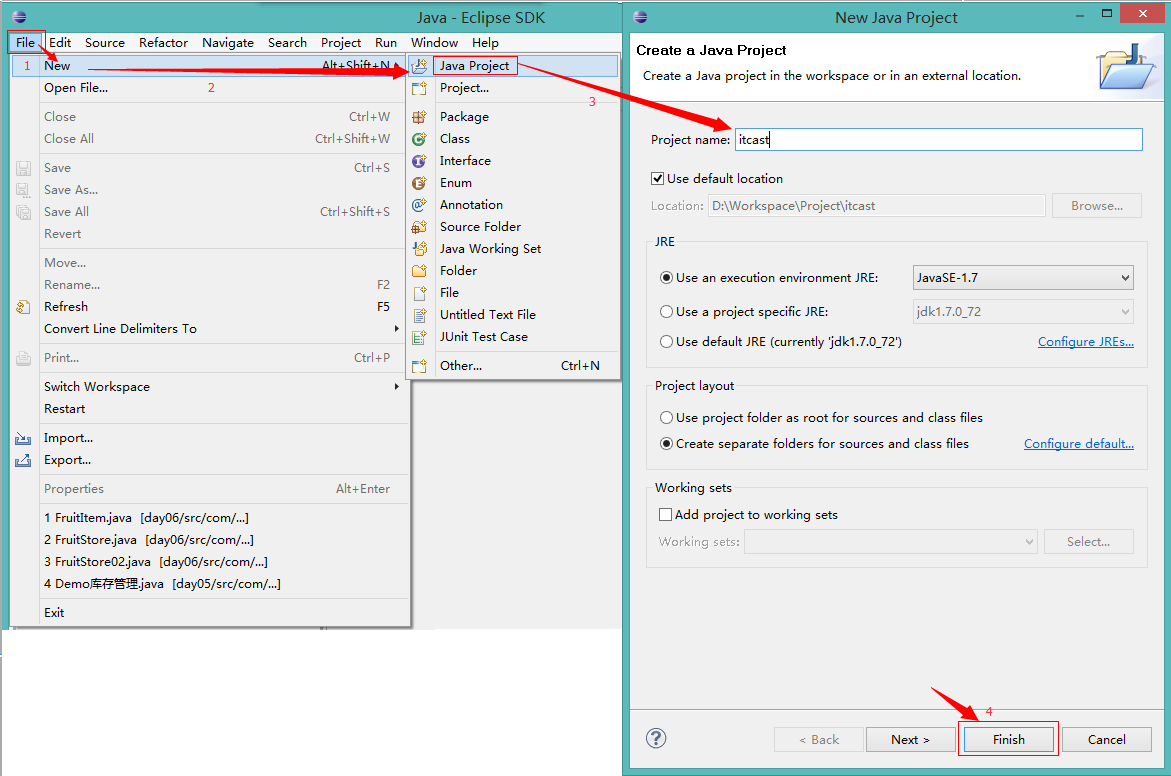 Java - Eclipse SDK
File Edit Source Refactor Navigate Search Project Run Window Help
1 New Alt+Shift+N
Open File... 2
Close Ctrl+W
Close All Ctrl+Shift+W
Save Ctrl+S
Save As...
Save All Ctrl+Shift+S
Revert
Move...
Rename... F2
Refresh F5
Convert Line Delimiters To
Print... Ctrl+P
Switch Workspace
Restart
Import...
Export...
Properties Alt+Enter
1 FruitItem.java [day06/src/com/...]
2 FruitStore.java [day06/src/com/...]
3 FruitStore02.java [day06/src/com/...]
4 Demo库存管理.java [day05/src/com/...]
Exit
Java Project
Project...
3
Package
Class
Interface
Enum
Annotation
Source Folder
Java Working Set
Folder
File
Untitled Text File
JUnit Test Case
Other... Ctrl+N
New Java Project
Create a Java Project
Create a Java project in the workspace or in an external location.
Project name: itcast
Use default location
Location: D:\Workspace\Project\itcast Browse...
JRE
Use an execution environment JRE: JavaSE-1.7
Use a project specific JRE: jdk1.7.0_72
Use default JRE (currently 'jdk1.7.0_72') Configure JREs...
Project layout
Use project folder as root for sources and class files
Create separate folders for sources and class files Configure default...
Working sets
Add project to working sets
Working sets: Select...
4
? < Back Next > Finish Cancel